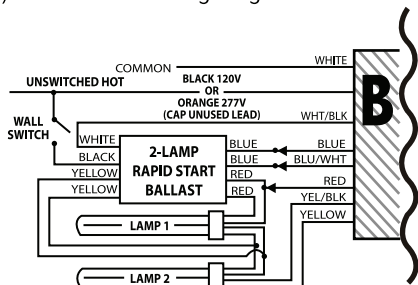 WHITE
COMMON
UNSWITCHED HOT
BLACK 120V
OR
ORANGE 277V
(CAP UNUSED LEAD)
B
WALL
SWITCH
WHT/BLK
WHITE
BLACK
YELLOW
YELLOW
2-LAMP
RAPID START
BALLAST
BLUE
BLUE
RED
RED
BLUE
BLU/WHT
RED
YEL/BLK
YELLOW
LAMP 1
LAMP 2